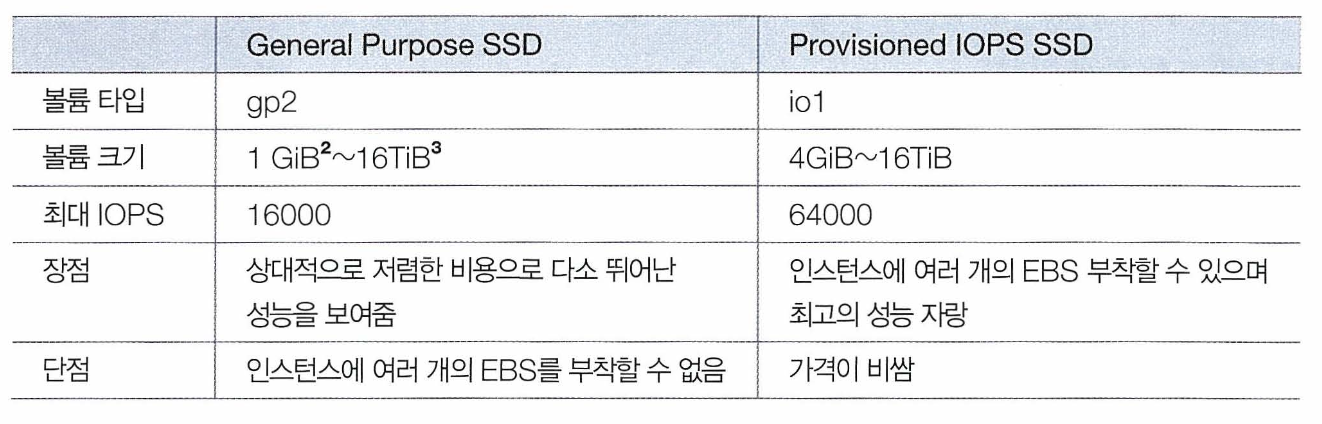 General Purpose SSD Provisioned IOPS SSD
볼륨 타입 gp2 io1
볼륨 크기 1 GiB²~16TiB³ 4GiB~16TiB
최대 IOPS 16000 64000
장점 상대적으로 저렴한 비용으로 다소 뛰어난 인스턴스에 여러 개의 EBS 부착할 수 있으며
성능을 보여줌 최고의 성능 자랑
단점 인스턴스에 여러 개의 EBS를 부착할 수 없음 가격이 비쌈